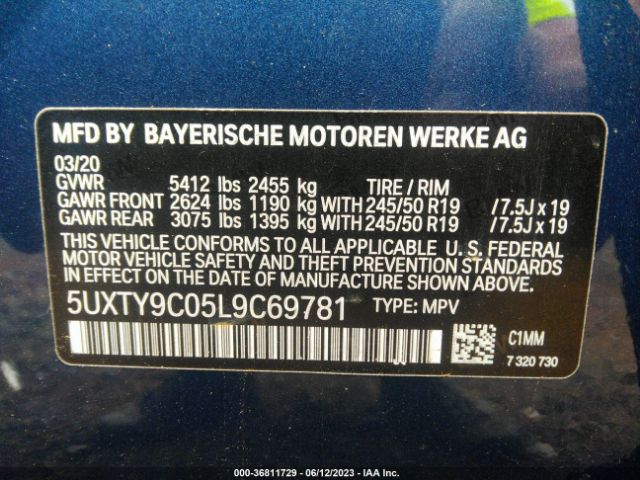 MFD BY BAYERISCHE MOTOREN WERKE AG
03/20
GVWR 5412 lbs 2455 kg TIRE / RIM
GAWR FRONT 2624 lbs 1190 kg WITH 245/50 R19 /7.5J x 19
GAWR REAR 3075 lbs 1395 kg WITH 245/50 R19 /7.5J x 19
THIS VEHICLE CONFORMS TO ALL APPLICABLE U. S. FEDERAL
MOTOR VEHICLE SAFETY AND THEFT PREVENTION STANDARDS
IN EFFECT ON THE DATE OF MANUFACTURE SHOWN ABOVE.
5UXTY9C05L9C69781 TYPE: MPV
C1MM
7 320 730
000-36811729 - 06/12/2023 - IAA Inc.